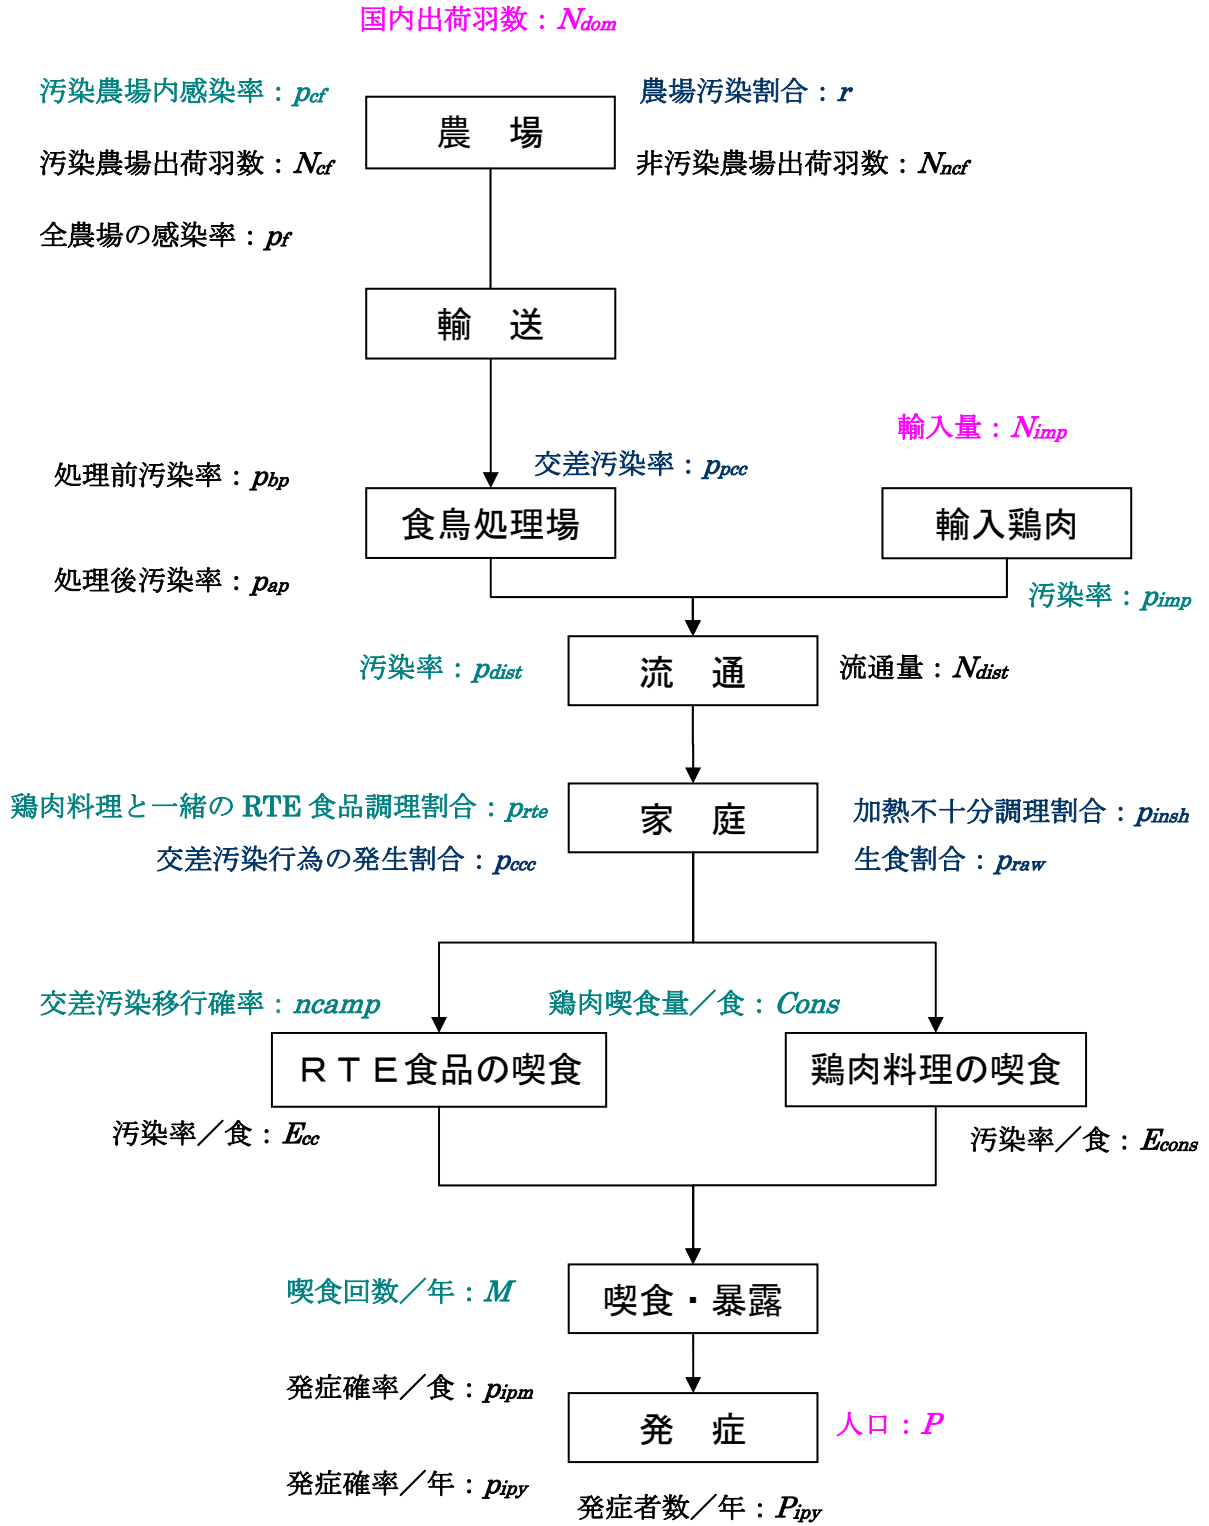 国内出荷羽数：Ndom
汚染農場内感染率：pcf
農場汚染割合：r
農　場
汚染農場出荷羽数：Ncf
非汚染農場出荷羽数：Nncf
全農場の感染率：pf
輸　送
輸入量：Nimp
交差汚染率：ppcc
処理前汚染率：pbp
食鳥処理場
輸入鶏肉
処理後汚染率：pap
汚染率：pimp
汚染率：pdist
流　通
流通量：Ndist
鶏肉料理と一緒の RTE 食品調理割合：prte
家　庭
加熱不十分調理割合：pinsh
交差汚染行為の発生割合：pccc
生食割合：praw
交差汚染移行確率：ncamp
鶏肉喫食量／食：Cons
ＲＴＥ食品の喫食
鶏肉料理の喫食
汚染率／食：Ecc
汚染率／食：Econs
喫食回数／年：M
喫食・暴露
発症確率／食：pipm
発　症
人口：P
発症確率／年：pipy
発症者数／年：Pipy